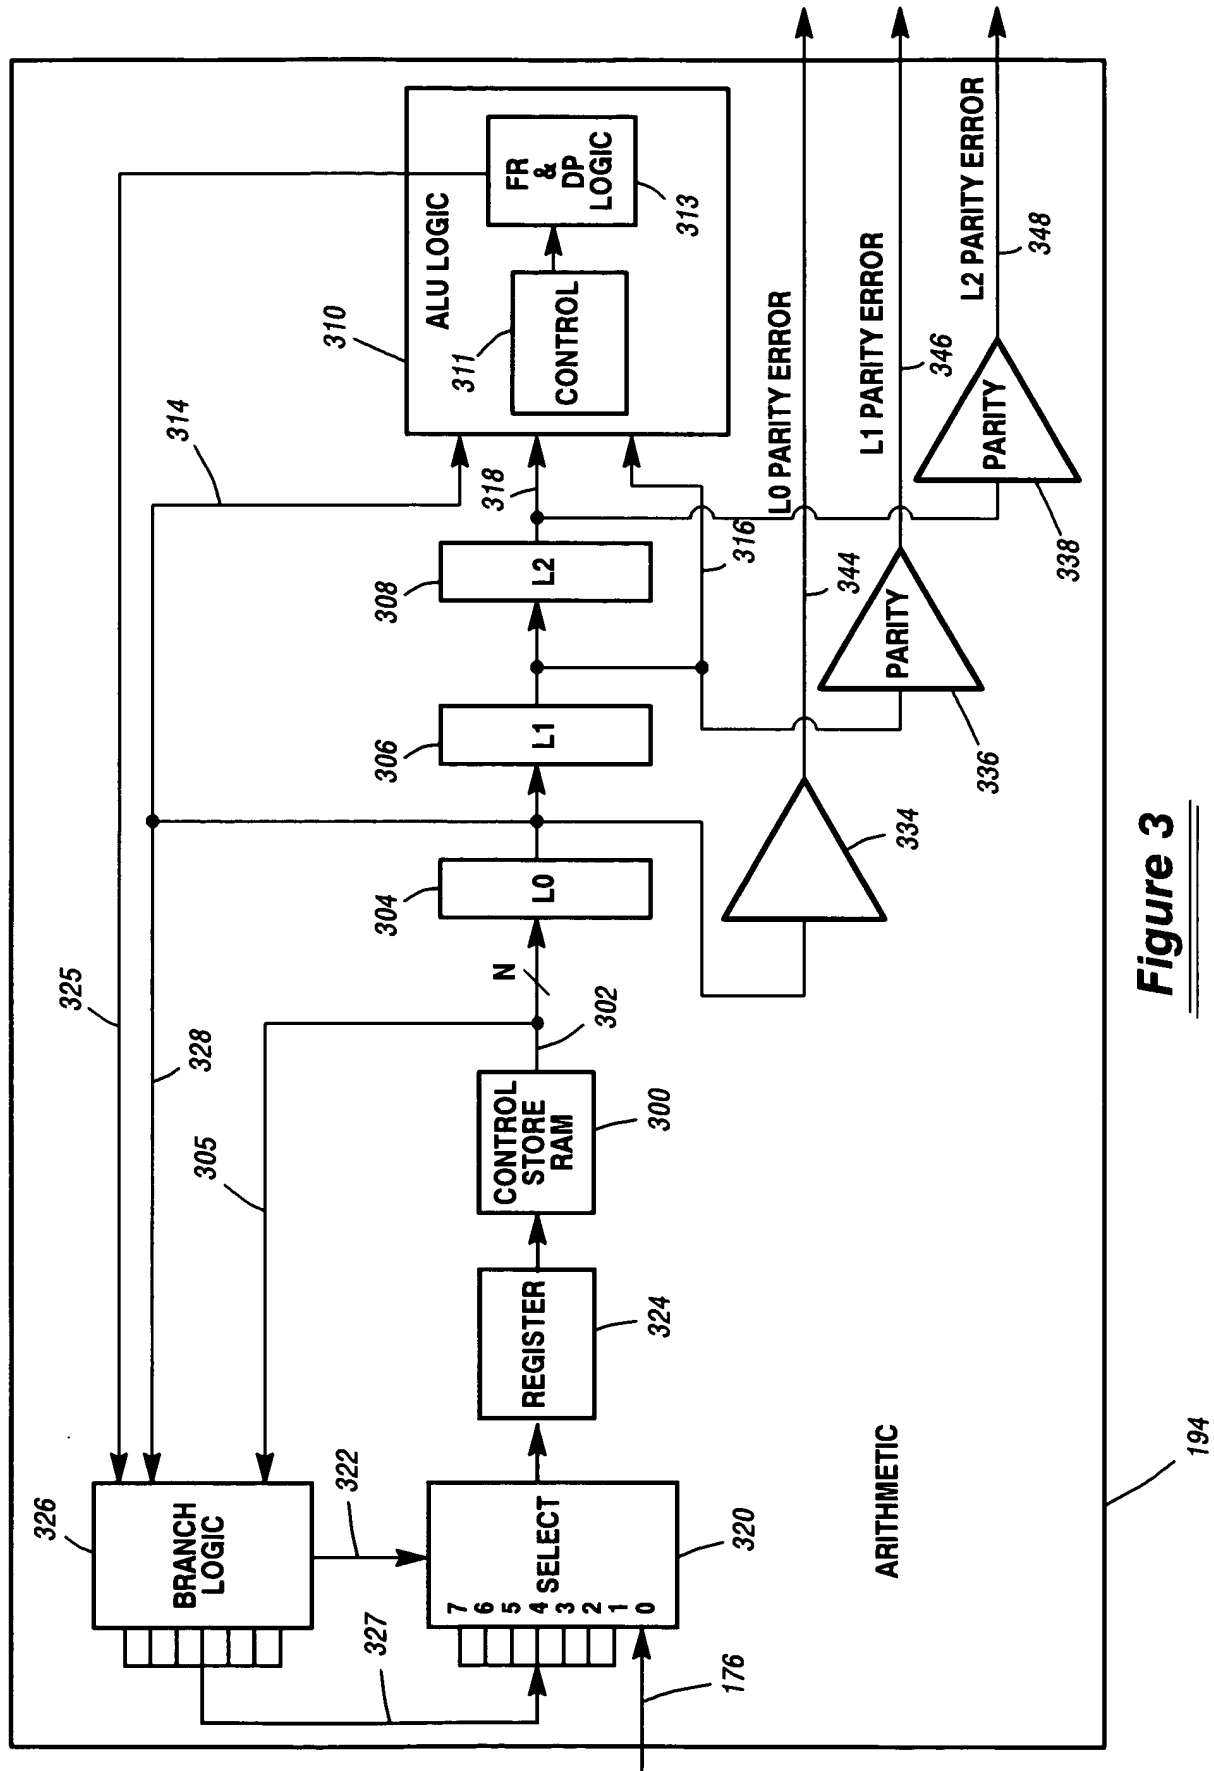 325
328
305
314
310
ALU LOGIC
311
CONTROL
FR
&
DP
LOGIC
313
326
BRANCH
LOGIC
322
327
7
6
5
4
3
2
1
0
SELECT
320
176
REGISTER
324
CONTROL
STORE
RAM
300
302
N
304
L0
306
L1
308
L2
318
316
334
344
L0 PARITY ERROR
PARITY
336
346
L1 PARITY ERROR
PARITY
338
348
L2 PARITY ERROR
ARITHMETIC
194
Figure 3